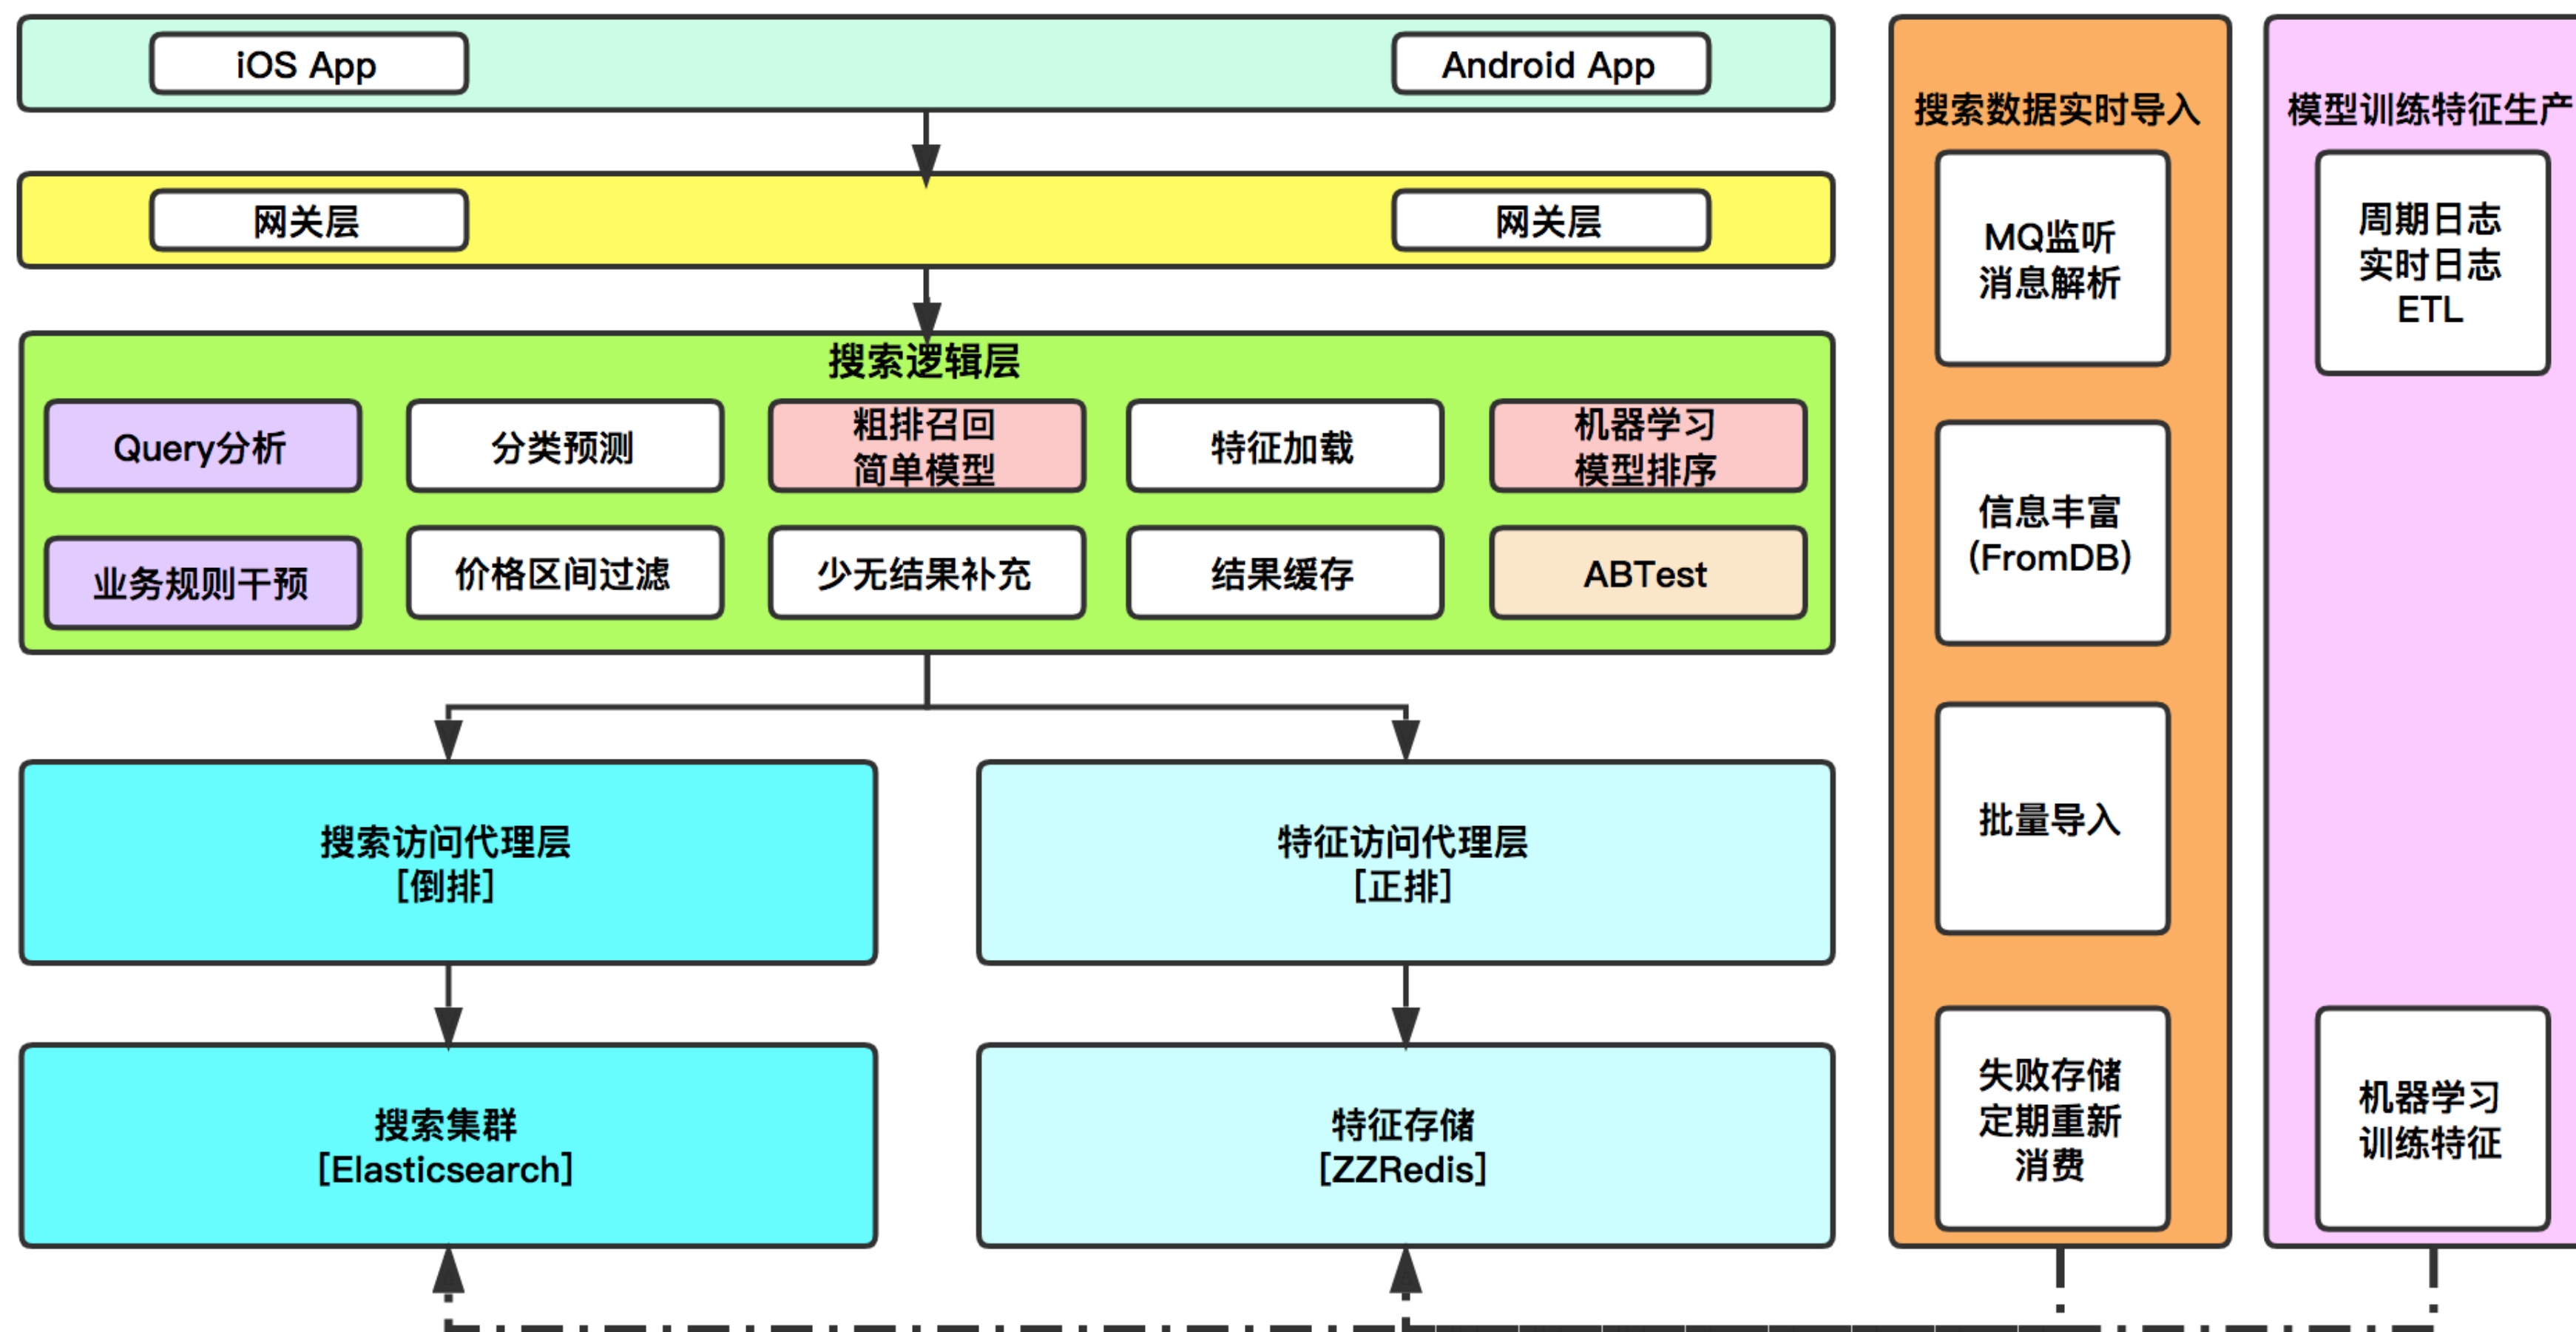 iOS App
Android App
网关层
网关层
搜索逻辑层
Query分析
分类预测
粗排召回
简单模型
特征加载
机器学习
模型排序
业务规则干预
价格区间过滤
少无结果补充
结果缓存
ABTest
搜索访问代理层
[倒排]
特征访问代理层
[正排]
搜索集群
[Elasticsearch]
特征存储
[ZZRedis]
搜索数据实时导入
MQ监听
消息解析
信息丰富
(FromDB)
批量导入
失败存储
定期重新
消费
模型训练特征生产
周期日志
实时日志
ETL
机器学习
训练特征